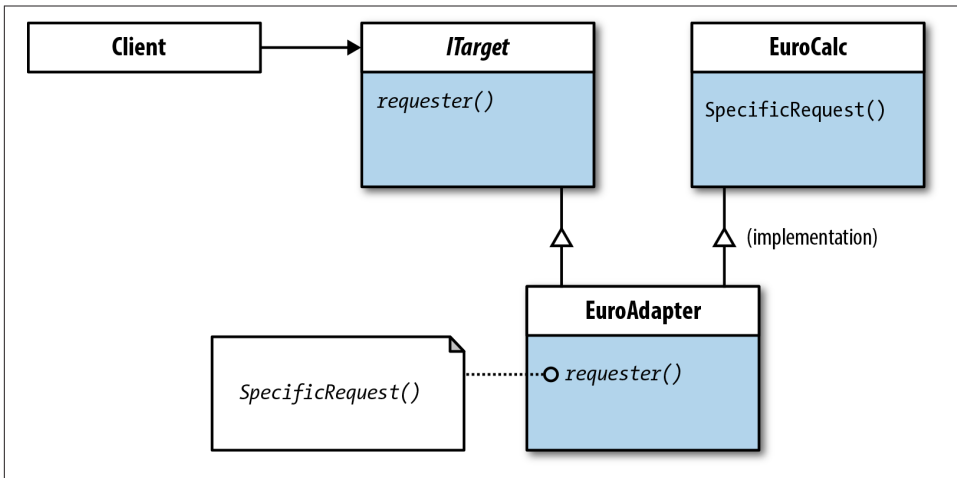 Client
ITarget
requester()
EuroCalc
SpecificRequest()
(implementation)
EuroAdapter
requester()
SpecificRequest()